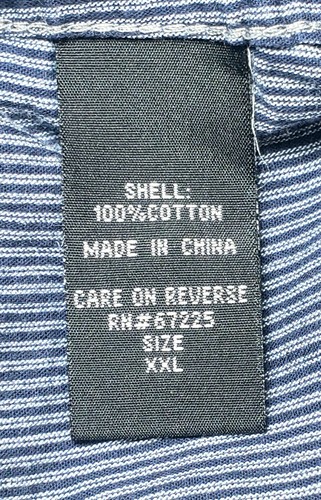 SHELL:
100%COTTON
MADE IN CHINA
CARE ON REVERSE
RN#67225
SIZE
XXL